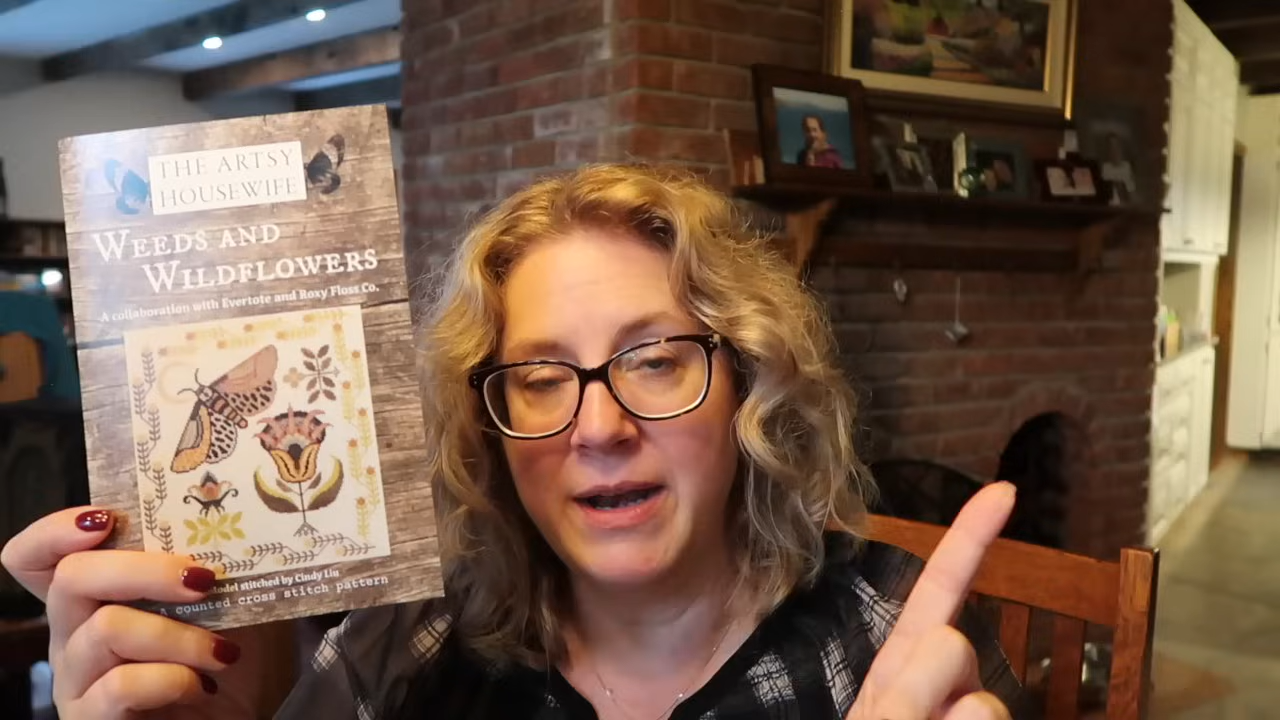 THE ARTSY
HOUSEWIFE
WEEDS AND
WILDFLOWERS
A collaboration with Evertote and Roxy Floss Co.
Model stitched by Cindy Liu
A counted cross stitch pattern